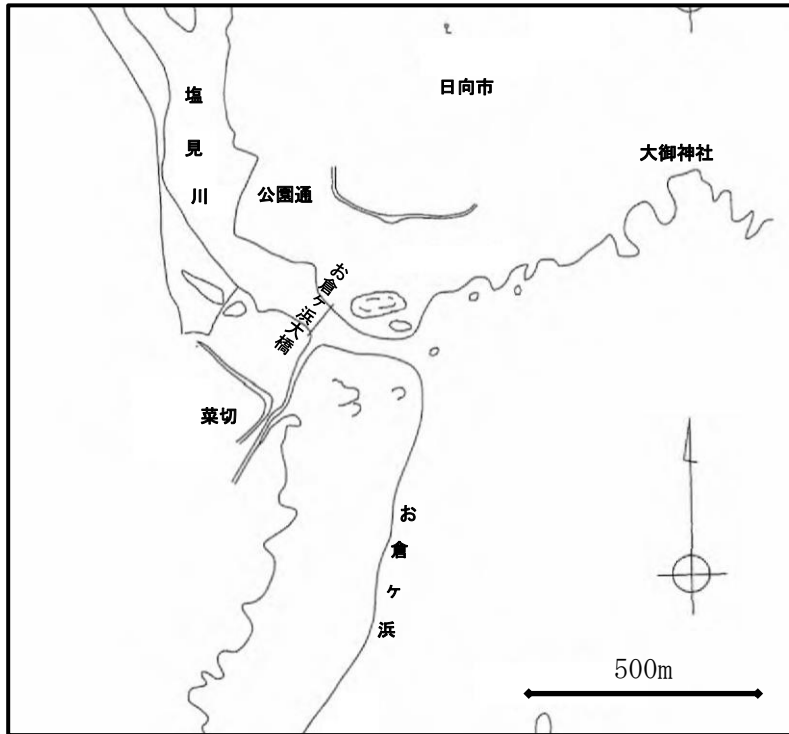 日向市
塩見川
大御神社
公園通
お倉ヶ浜大橋
菜切
お倉ヶ浜
500m